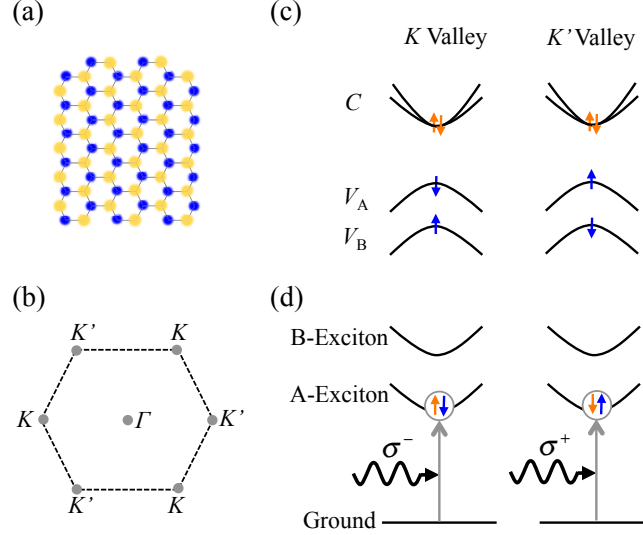 (a)
(c)
K Valley
K' Valley
C
V_A
V_B
(b)
K'
K
K
Γ
K'
K'
K
(d)
B-Exciton
A-Exciton
σ⁻
σ⁺
Ground